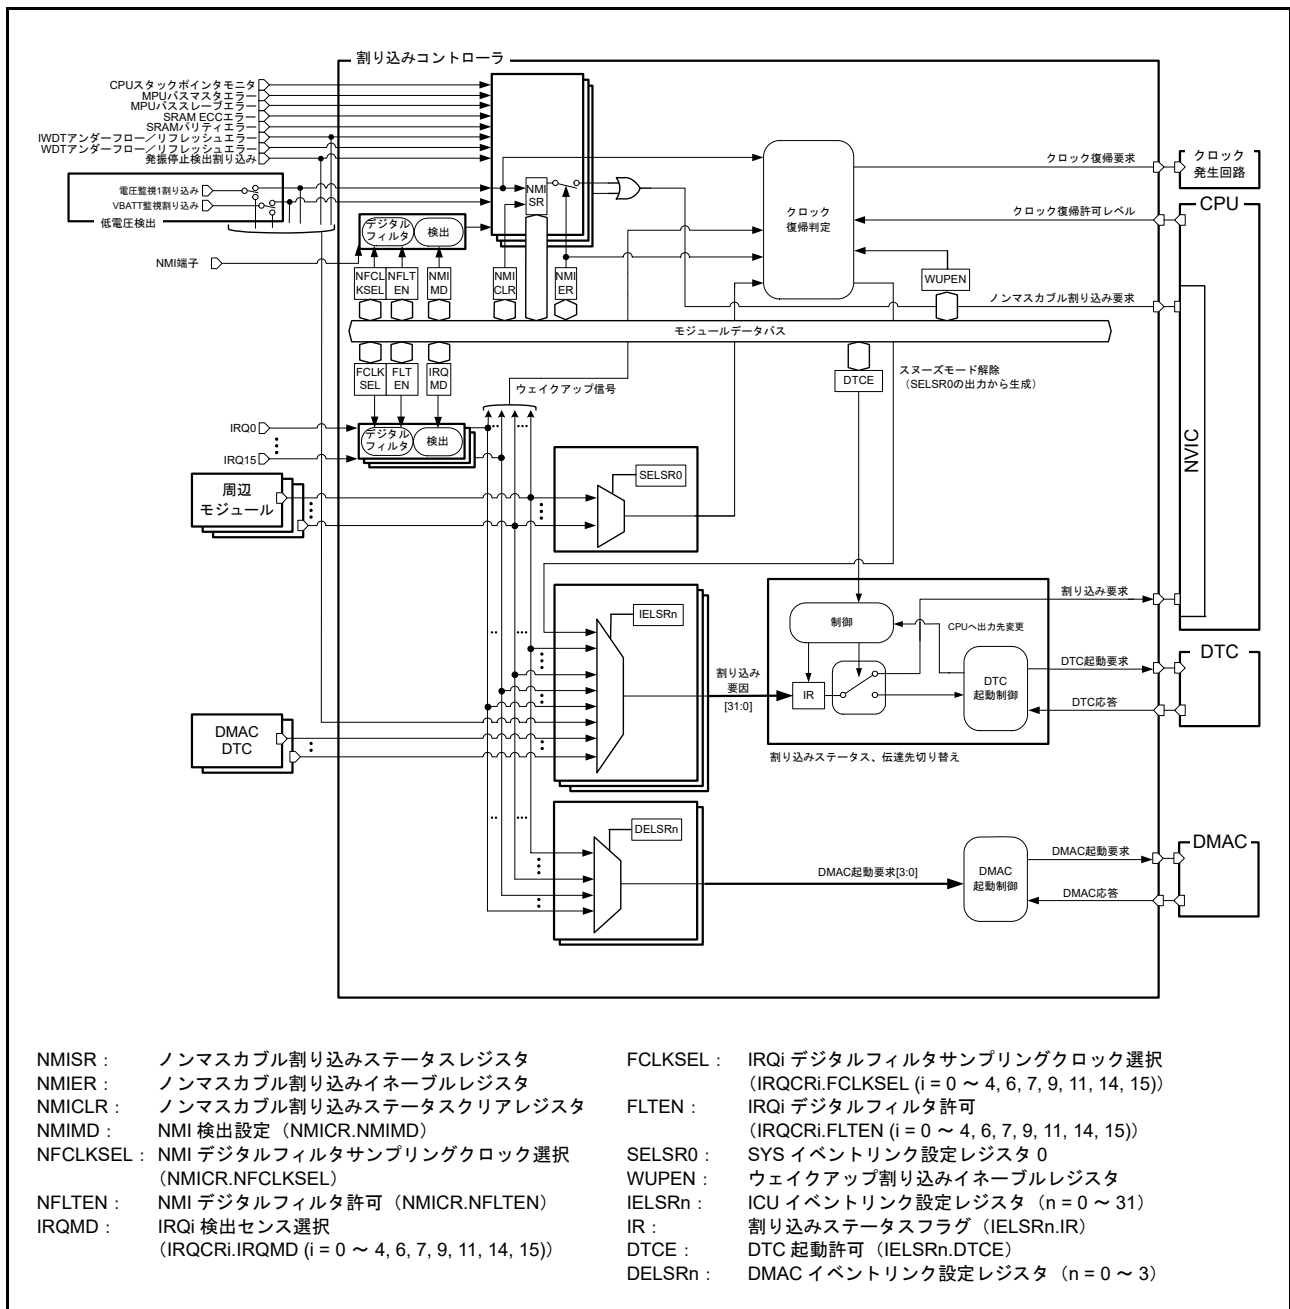 割り込みコントローラ
CPUスタックポインタモニタ
MPUバスマスタエラー
MPUバススレーブエラー
SRAM ECCエラー
SRAMパリティエラー
IWDTアンダーフロー／リフレッシュエラー
WDTアンダーフロー／リフレッシュエラー
発振停止検出割り込み
電圧監視1割り込み
VBATT監視割り込み
低電圧検出
NMI端子
デジタル
フィルタ
検出
NMI
SR
NFCL
KSEL
NFLT
EN
NMI
MD
NMI
CLR
NMI
ER
クロック
復帰判定
WUPEN
クロック復帰要求
クロック
発生回路
クロック復帰許可レベル
CPU
ノンマスカブル割り込み要求
NVIC
モジュールデータバス
FCLK
SEL
FLT
EN
IRQ
MD
ウェイクアップ信号
DTCE
スヌーズモード解除
（SELSR0の出力から生成）
IRQ0
IRQ15
デジタル
フィルタ
検出
周辺
モジュール
SELSR0
IELSRn
割り込み
要因
[31:0]
制御
CPUへ出力先変更
IR
DTC
起動制御
割り込み要求
DTC
DTC起動要求
DTC応答
割り込みステータス、伝達先切り替え
DMAC
DTC
DELSRn
DMAC起動要求[3:0]
DMAC
起動制御
DMAC起動要求
DMAC応答
DMAC
NMISR： ノンマスカブル割り込みステータスレジスタ
NMIER： ノンマスカブル割り込みイネーブルレジスタ
NMICLR： ノンマスカブル割り込みステータスクリアレジスタ
NMIMD： NMI 検出設定（NMICR.NMIMD）
NFCLKSEL： NMI デジタルフィルタサンプリングクロック選択
（NMICR.NFCLKSEL）
NFLTEN： NMI デジタルフィルタ許可（NMICR.NFLTEN）
IRQMD： IRQi 検出センス選択
（IRQCRi.IRQMD (i = 0 ～ 4, 6, 7, 9, 11, 14, 15)）
FCLKSEL： IRQi デジタルフィルタサンプリングクロック選択
（IRQCRi.FCLKSEL (i = 0 ～ 4, 6, 7, 9, 11, 14, 15)）
FLTEN： IRQi デジタルフィルタ許可
（IRQCRi.FLTEN (i = 0 ～ 4, 6, 7, 9, 11, 14, 15)）
SELSR0： SYS イベントリンク設定レジスタ 0
WUPEN： ウェイクアップ割り込みイネーブルレジスタ
IELSRn： ICU イベントリンク設定レジスタ（n = 0 ～ 31）
IR： 割り込みステータスフラグ（IELSRn.IR）
DTCE： DTC 起動許可（IELSRn.DTCE）
DELSRn： DMAC イベントリンク設定レジスタ（n = 0 ～ 3）